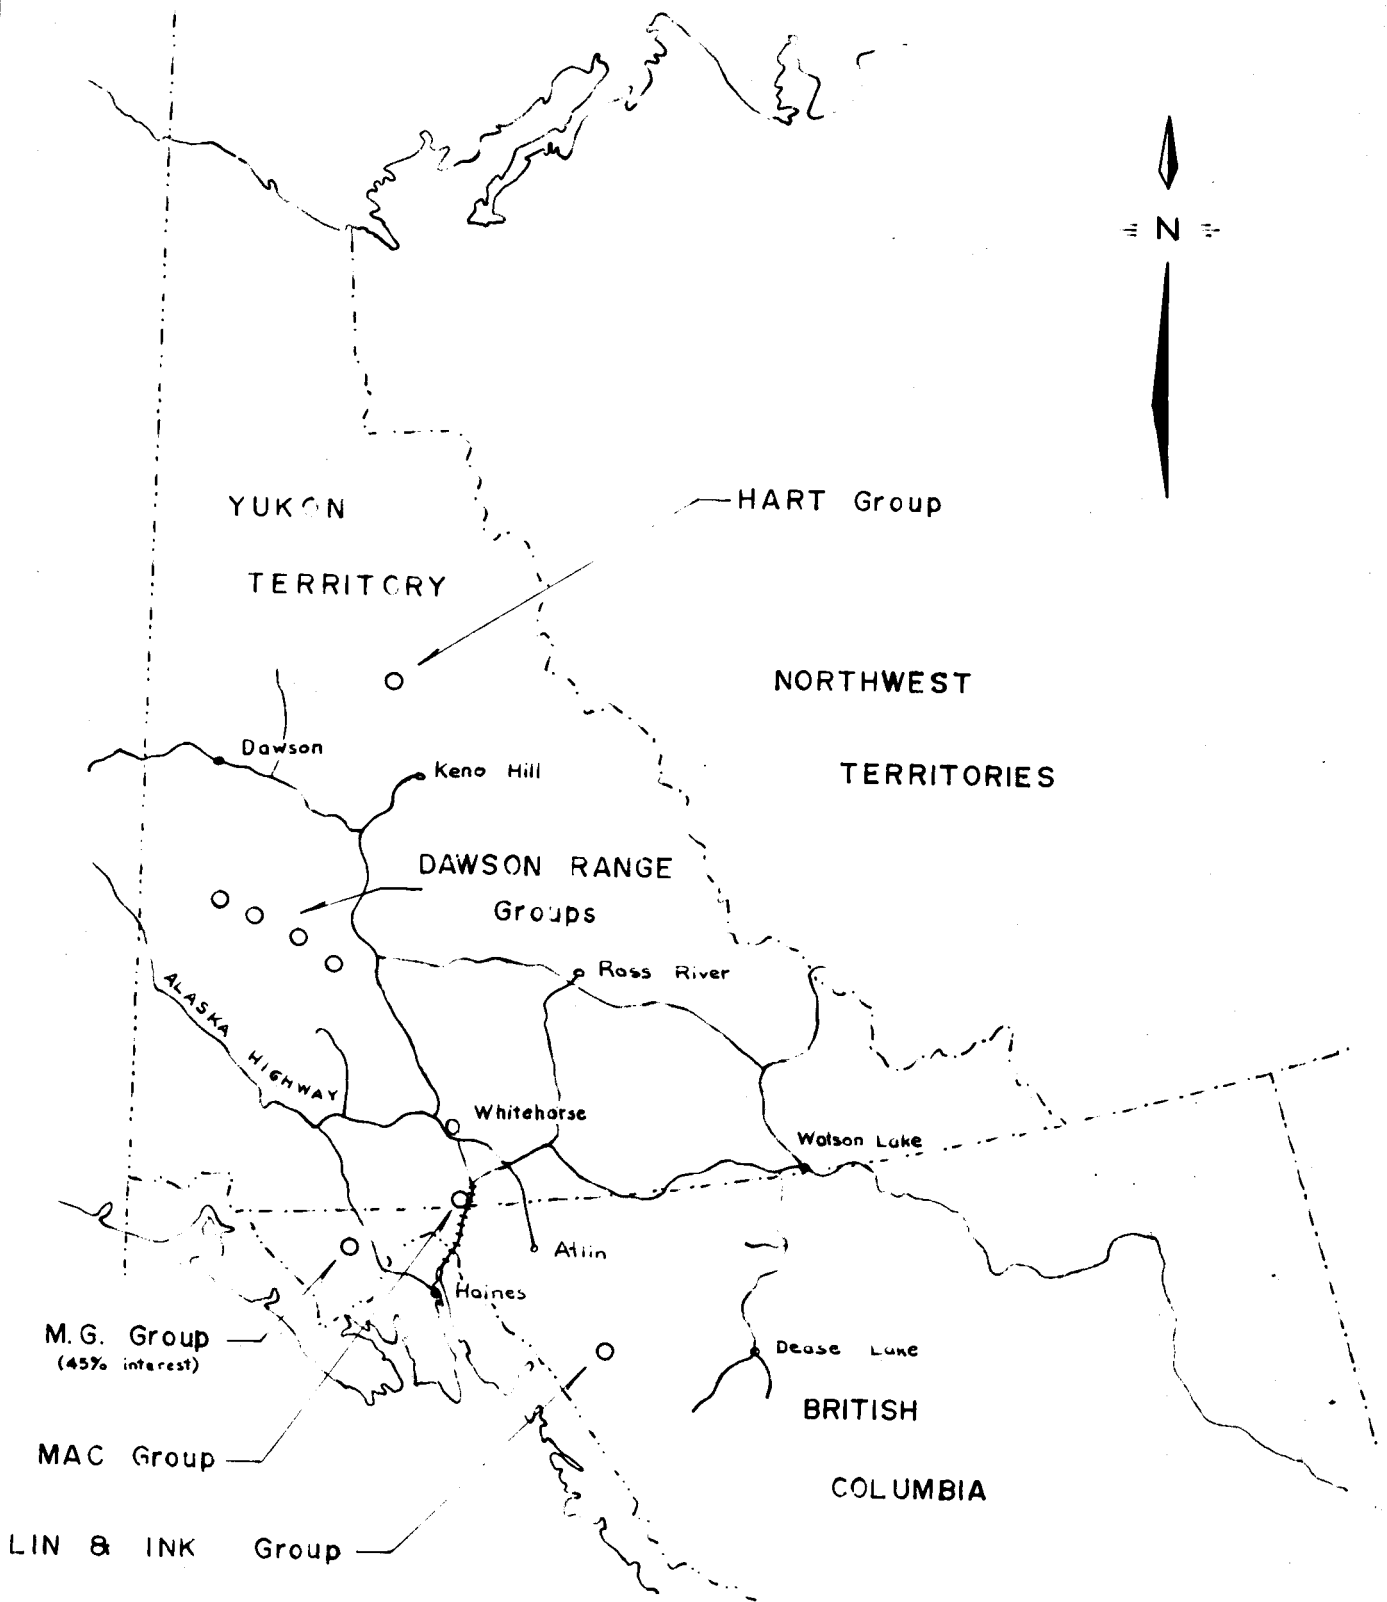 N
HART Group
YUKON
TERRITORY
NORTHWEST
TERRITORIES
Dawson
Keno Hill
DAWSON RANGE
Groups
Ross River
ALASKA HIGHWAY
Whitehorse
Watson Lake
Atlin
Haines
M.G. Group
(45% interest)
Dease Lake
BRITISH
MAC Group
COLUMBIA
LIN & INK Group